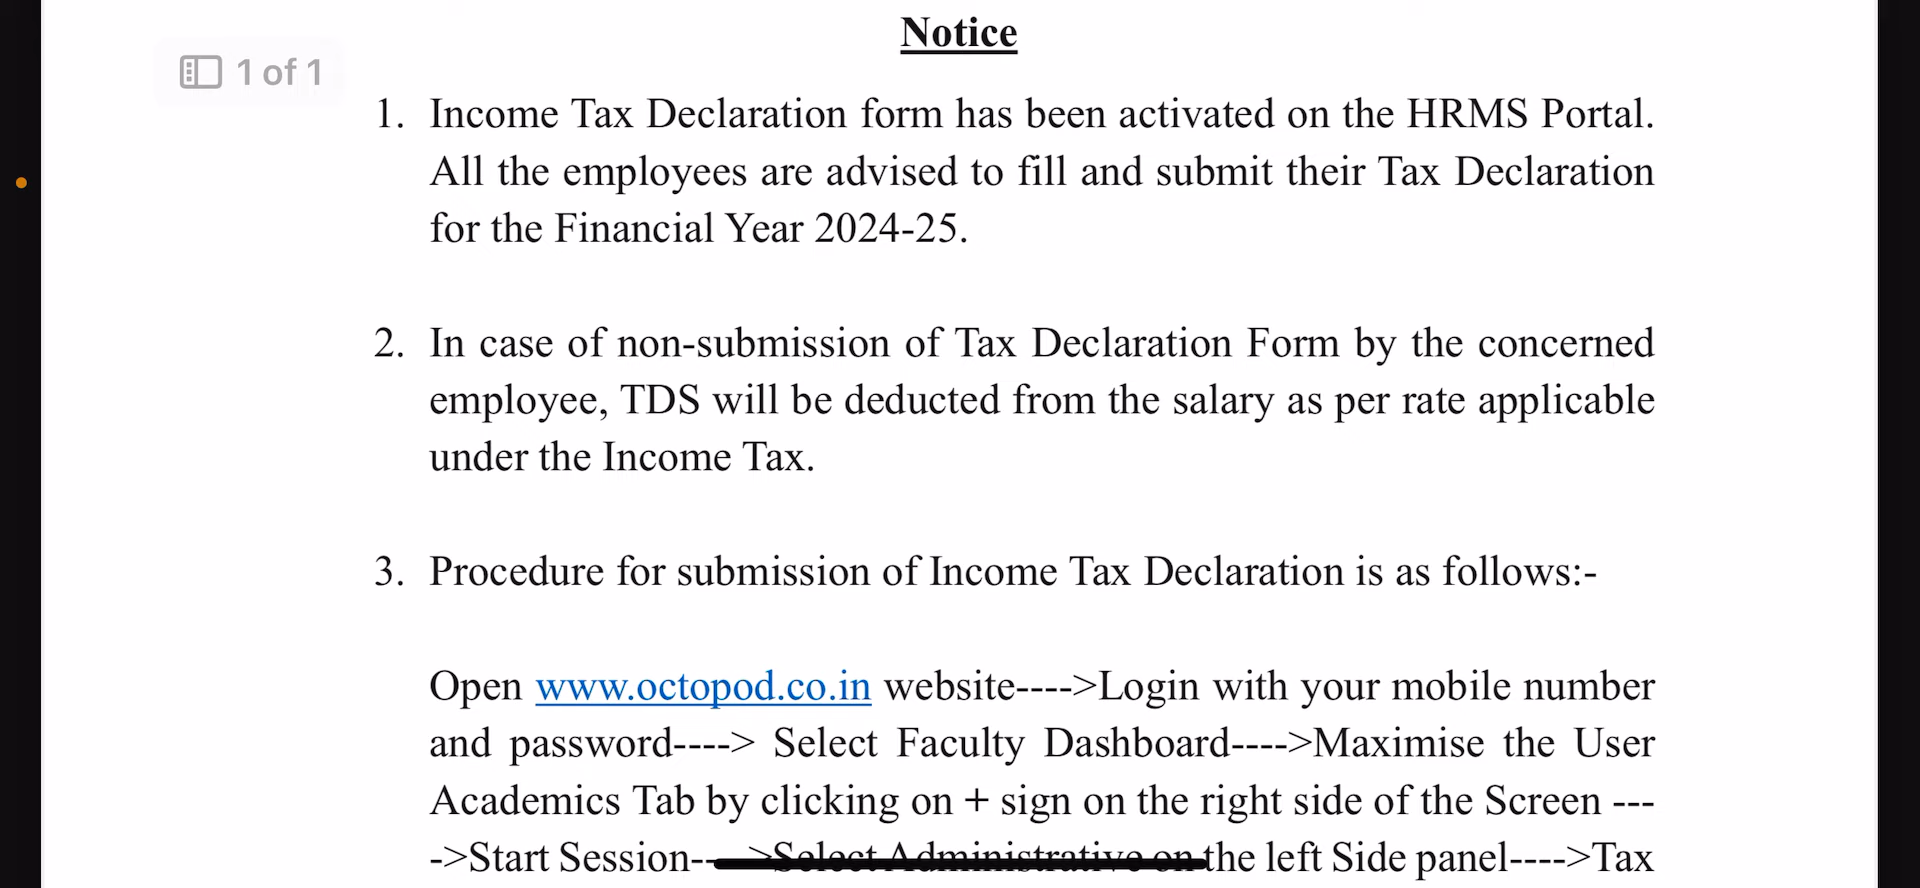 Notice
1 of 1
1. Income Tax Declaration form has been activated on the HRMS Portal.
All the employees are advised to fill and submit their Tax Declaration
for the Financial Year 2024-25.
2. In case of non-submission of Tax Declaration Form by the concerned
employee, TDS will be deducted from the salary as per rate applicable
under the Income Tax.
3. Procedure for submission of Income Tax Declaration is as follows:-
Open www.octopod.co.in website---->Login with your mobile number
and password----> Select Faculty Dashboard---->Maximise the User
Academics Tab by clicking on + sign on the right side of the Screen ---
->Start Session---->Select Administrative on the left Side panel---->Tax